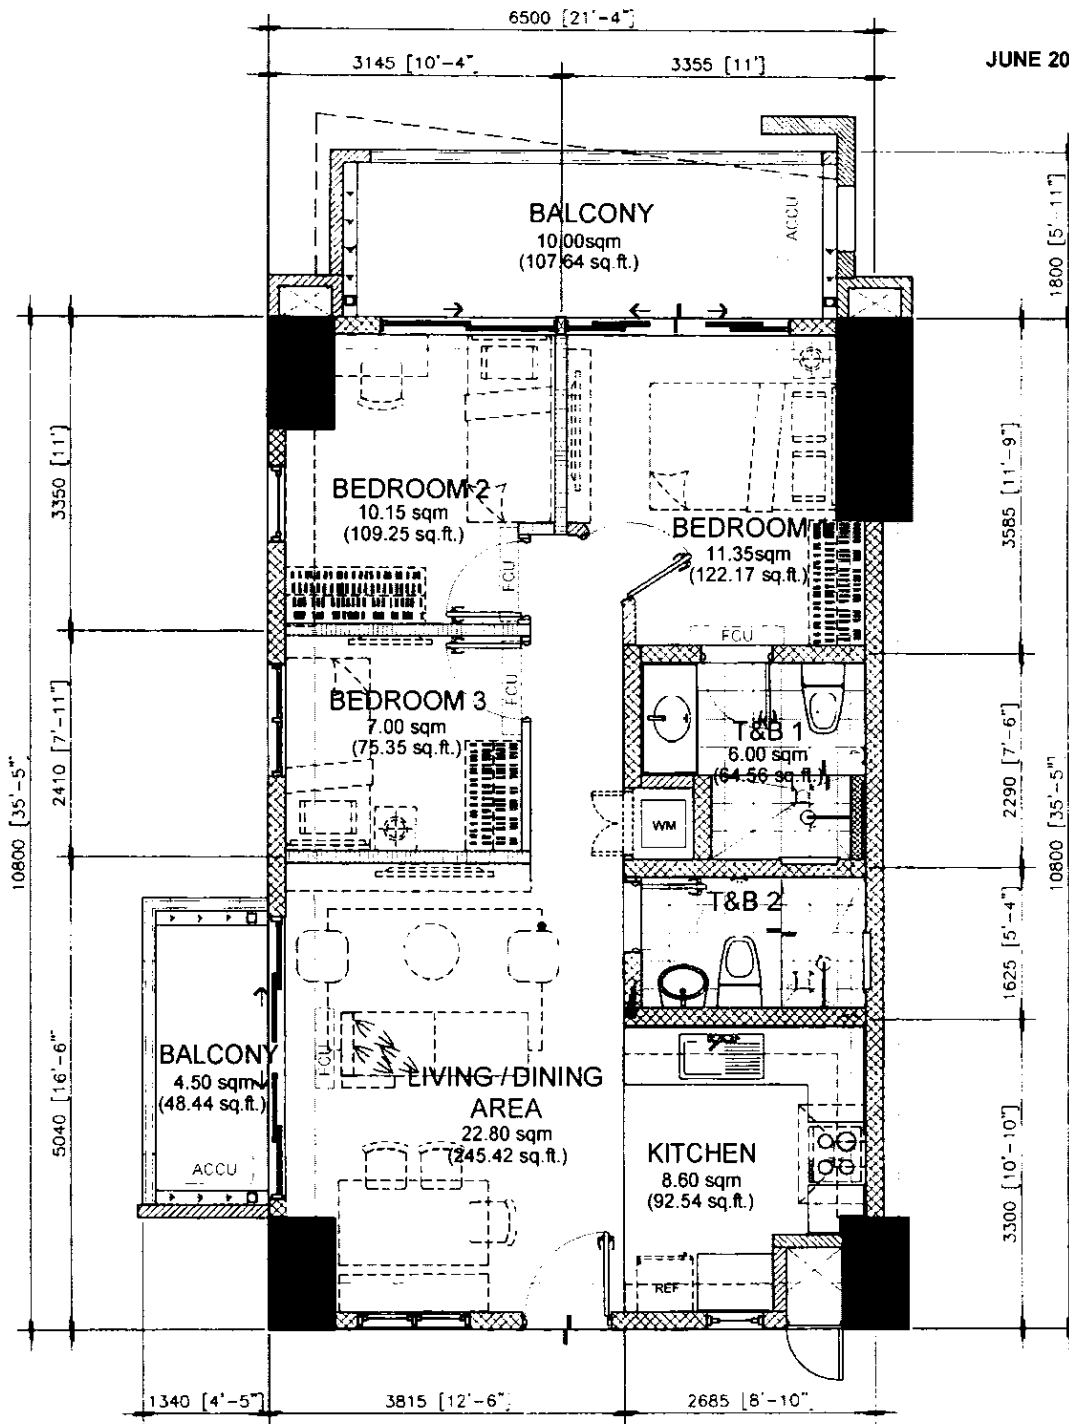 6500 [21'-4"]
3145 [10'-4"]
3355 [11']
JUNE 20
BALCONY
10.00sqm
(107.64 sq.ft.)
ACCU
1800 [5'-11"]
3350 [11']
BEDROOM 2
10.15 sqm
(109.25 sq.ft.)
FCU
BEDROOM
11.35sqm
(122.17 sq.ft.)
FCU
3585 [11'-9"]
2410 [7'-11"]
BEDROOM 3
7.00 sqm
(75.35 sq.ft.)
FCU
T&B 1
6.00 sqm
(64.56 sq.ft.)
WM
2290 [7'-6"]
10800 [35'-5"]
10800 [35'-5"]
T&B 2
1625 [5'-4"]
5040 [16'-6"]
BALCONY
4.50 sqm
(48.44 sq.ft.)
ACCU
FCU
LIVING / DINING
AREA
22.80 sqm
(245.42 sq.ft.)
KITCHEN
8.60 sqm
(92.54 sq.ft.)
REF
3300 [10'-10"]
1340 [4'-5"]
3815 [12'-6"]
2685 [8'-10"]